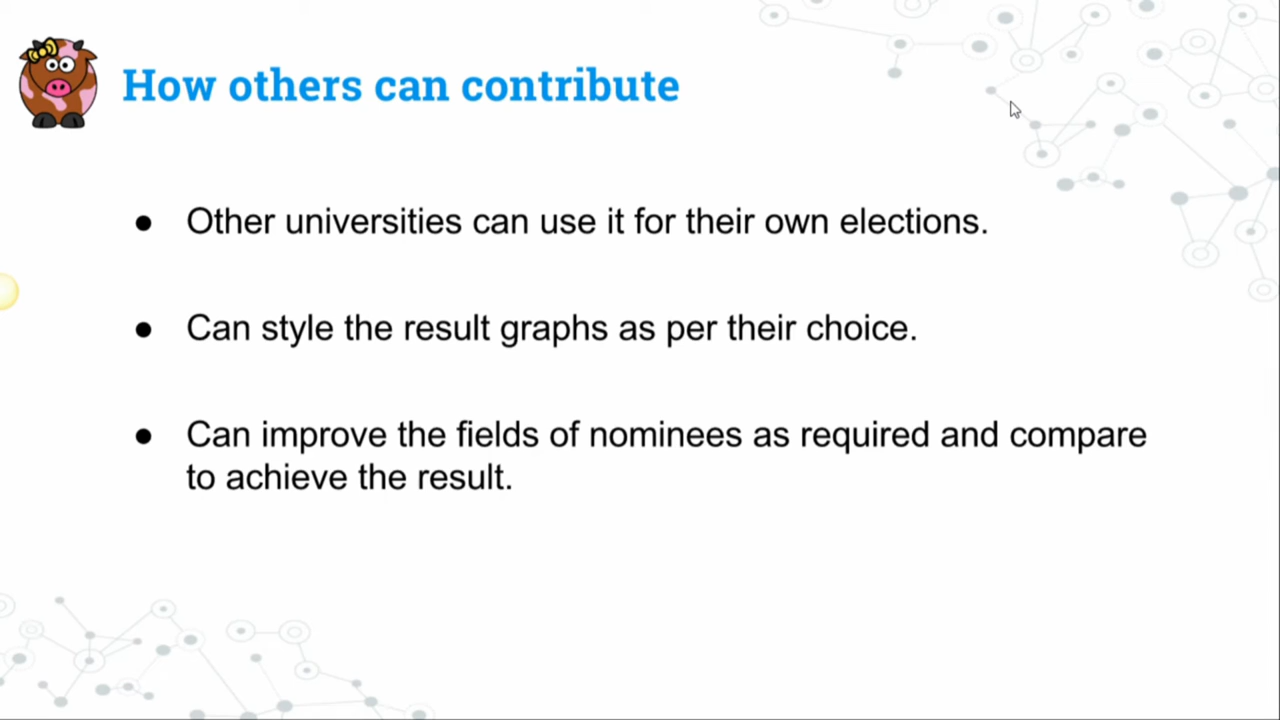 How others can contribute
● Other universities can use it for their own elections.
● Can style the result graphs as per their choice.
● Can improve the fields of nominees as required and compare
to achieve the result.